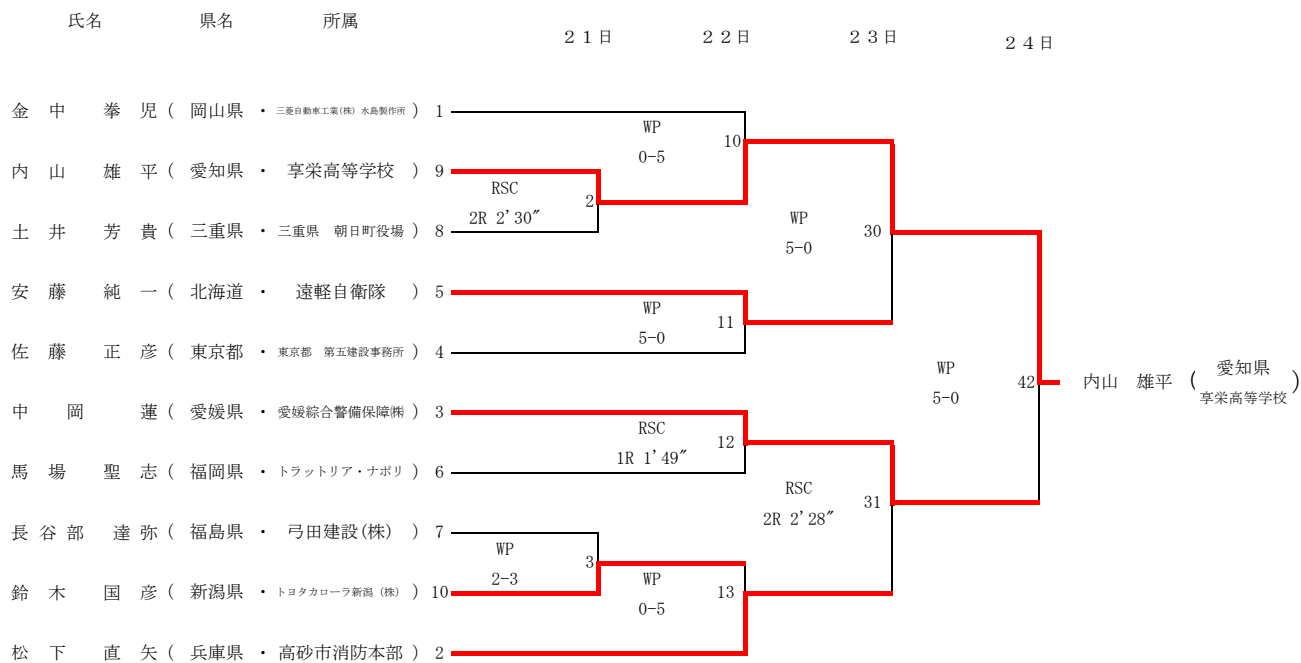 氏名 県名 所属
２１日 ２２日 ２３日 ２４日
金 中 拳 児 ( 岡山県 ・ 三菱自動車工業(株) 水島製作所 ) 1
WP 10
0-5
内 山 雄 平 ( 愛知県 ・ 享栄高等学校 ) 9
RSC 2
2R 2'30″
WP 30
土 井 芳 貴 ( 三重県 ・ 三重県 朝日町役場 ) 8
5-0
安 藤 純 一 ( 北海道 ・ 遠軽自衛隊 ) 5
WP 11
5-0
佐 藤 正 彦 ( 東京都 ・ 東京都 第五建設事務所 ) 4
WP 42 内山 雄平 ( 愛知県 享栄高等学校 )
5-0
中 岡 蓮 ( 愛媛県 ・ 愛媛綜合警備保障㈱ ) 3
RSC 12
1R 1'49″
馬 場 聖 志 ( 福岡県 ・ トラットリア・ナポリ ) 6
RSC 31
2R 2'28″
長 谷 部 達 弥 ( 福島県 ・ 弓田建設(株) ) 7
WP 3
2-3
WP 13
鈴 木 国 彦 ( 新潟県 ・ トヨタカローラ新潟 (株) ) 10
0-5
松 下 直 矢 ( 兵庫県 ・ 高砂市消防本部 ) 2